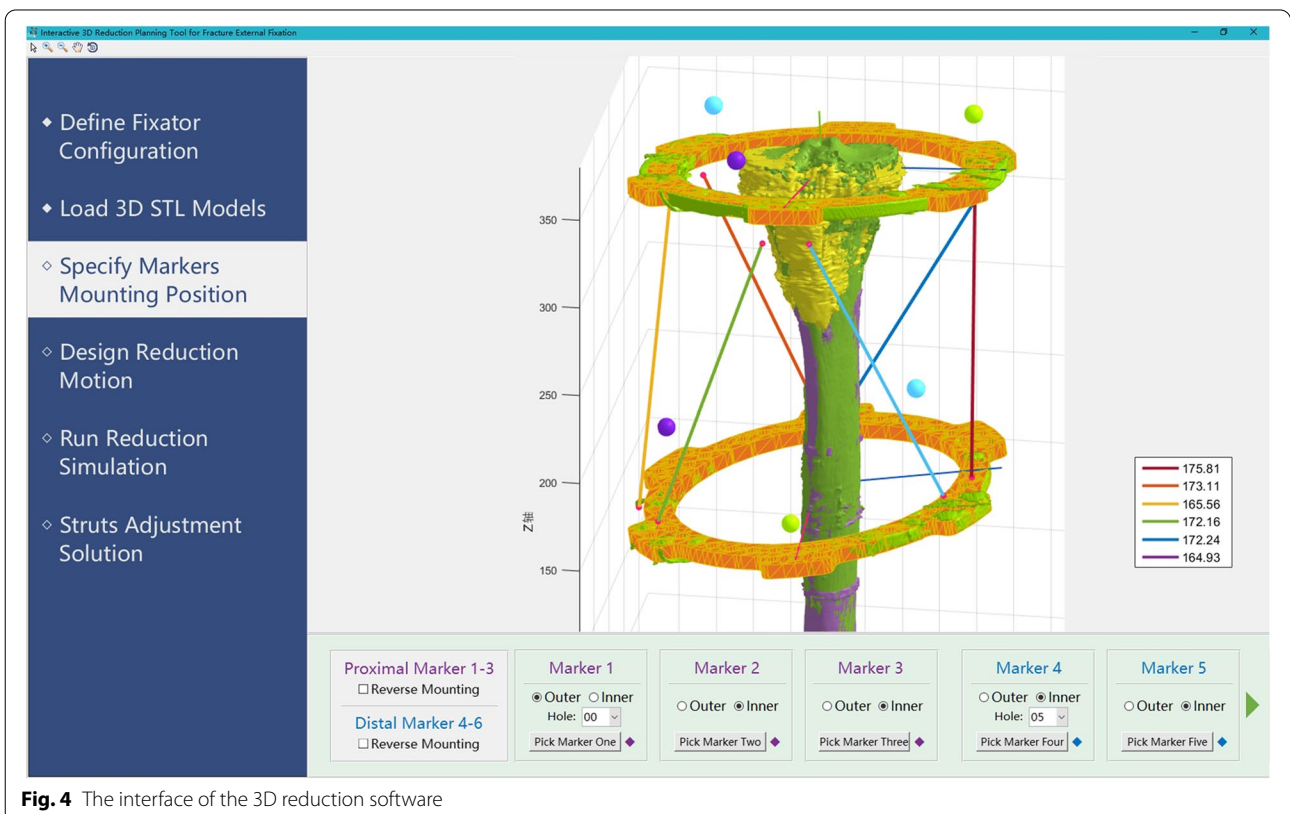 Interactive 3D Reduction Planning Tool for Fracture External Fixation
Define Fixator
Configuration
Load 3D STL Models
Specify Markers
Mounting Position
Design Reduction
Motion
Run Reduction
Simulation
Struts Adjustment
Solution
350
300
250
200
150
Z轴
175.81
173.11
165.56
172.16
172.24
164.93
Proximal Marker 1-3
Reverse Mounting
Distal Marker 4-6
Reverse Mounting
Marker 1
Outer Inner
Hole: 00
Pick Marker One
Marker 2
Outer Inner
Pick Marker Two
Marker 3
Outer Inner
Pick Marker Three
Marker 4
Outer Inner
Hole: 05
Pick Marker Four
Marker 5
Outer Inner
Pick Marker Five
Fig. 4 The interface of the 3D reduction software